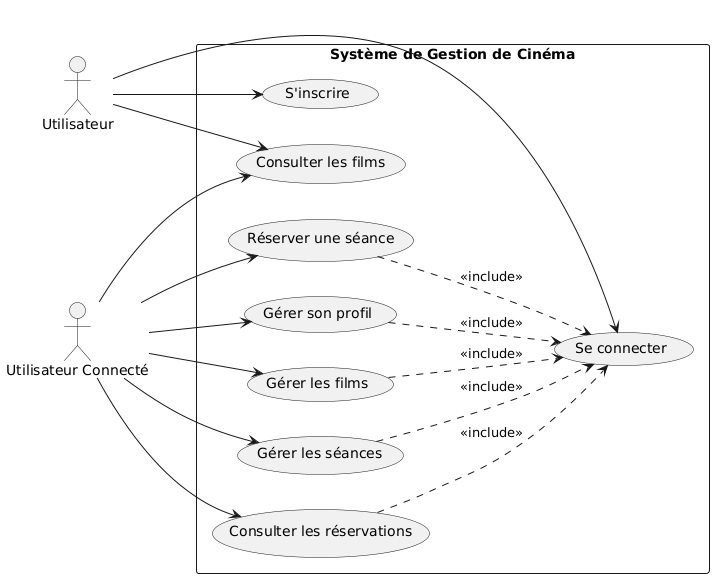 Système de Gestion de Cinéma
S'inscrire
Utilisateur
Consulter les films
Réserver une séance
«include»
Gérer son profil
«include»
Se connecter
«include»
Utilisateur Connecté
Gérer les films
«include»
Gérer les séances
«include»
Consulter les réservations